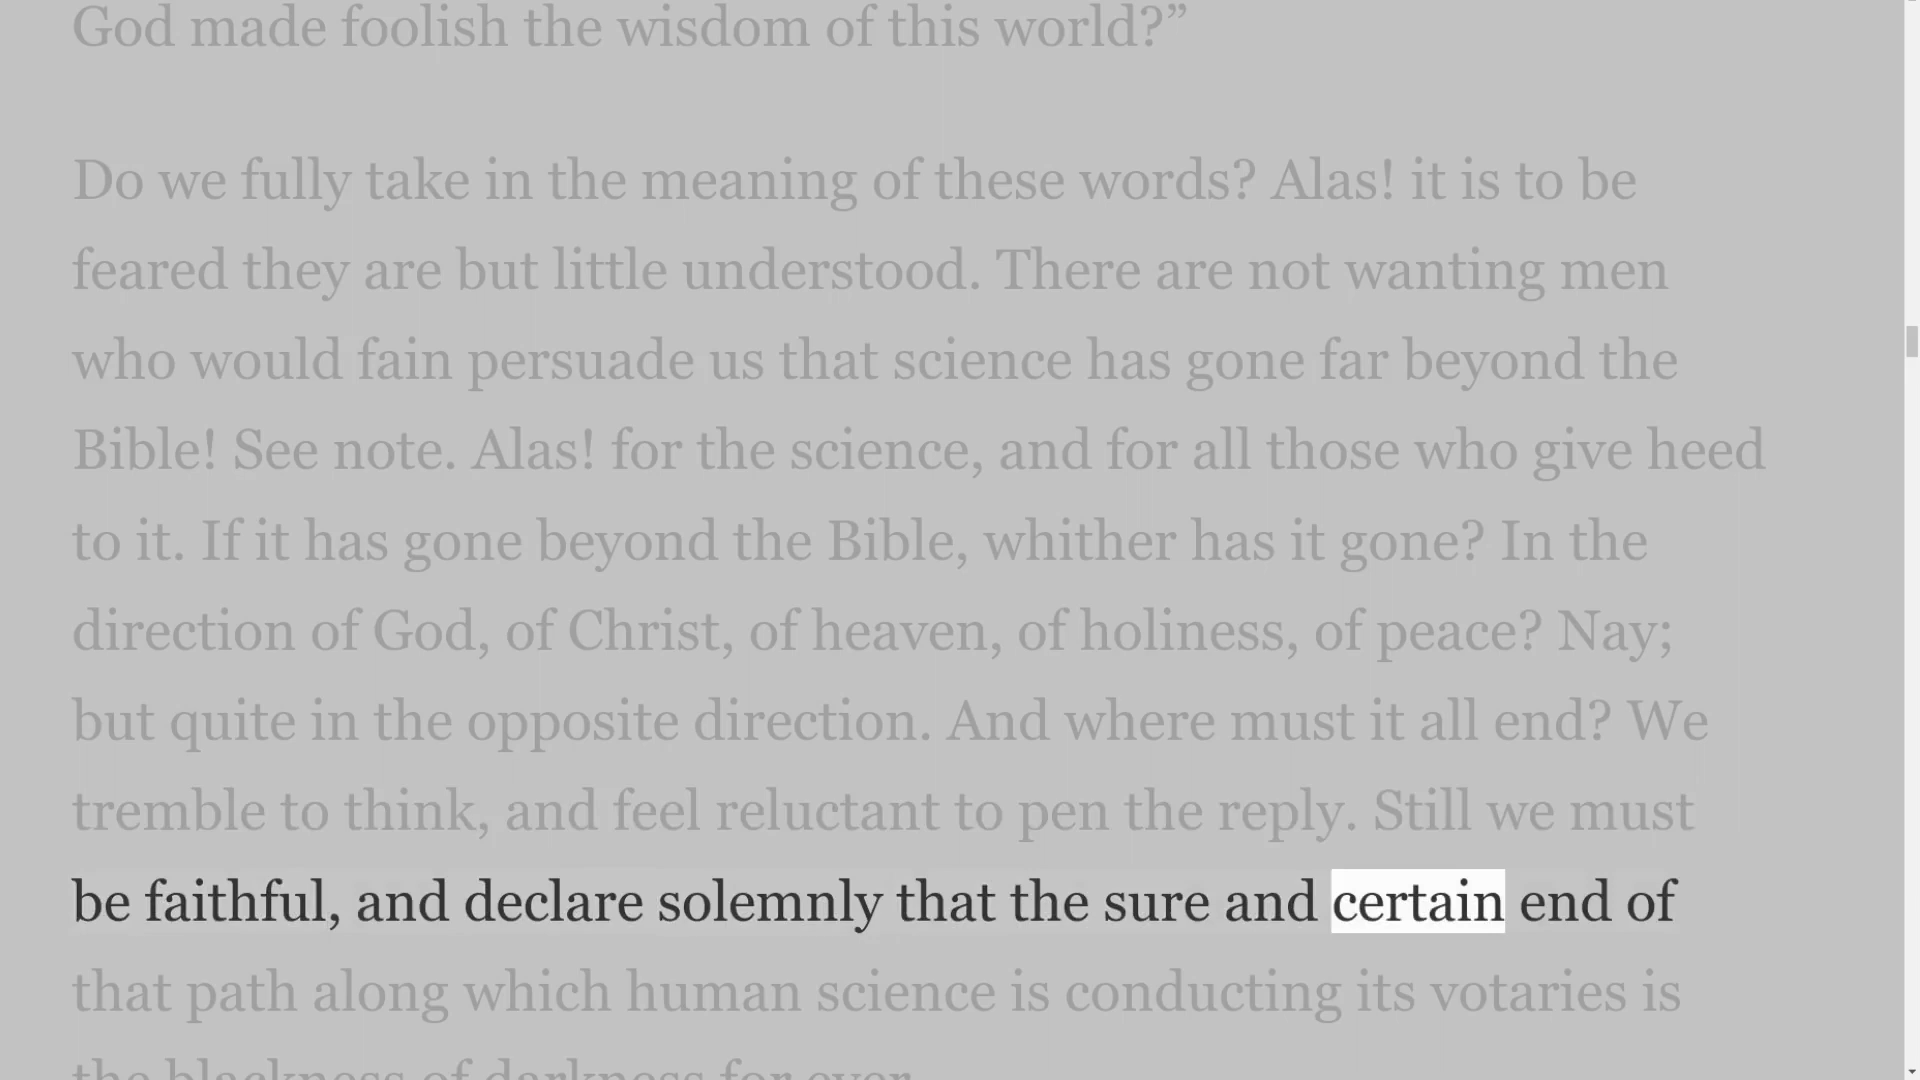 God made foolish the wisdom of this world?”
Do we fully take in the meaning of these words? Alas! it is to be
feared they are but little understood. There are not wanting men
who would fain persuade us that science has gone far beyond the
Bible! See note. Alas! for the science, and for all those who give heed
to it. If it has gone beyond the Bible, whither has it gone? In the
direction of God, of Christ, of heaven, of holiness, of peace? Nay;
but quite in the opposite direction. And where must it all end? We
tremble to think, and feel reluctant to pen the reply. Still we must
be faithful, and declare solemnly that the sure and certain end of
that path along which human science is conducting its votaries is
the blackness of darkness for ever.